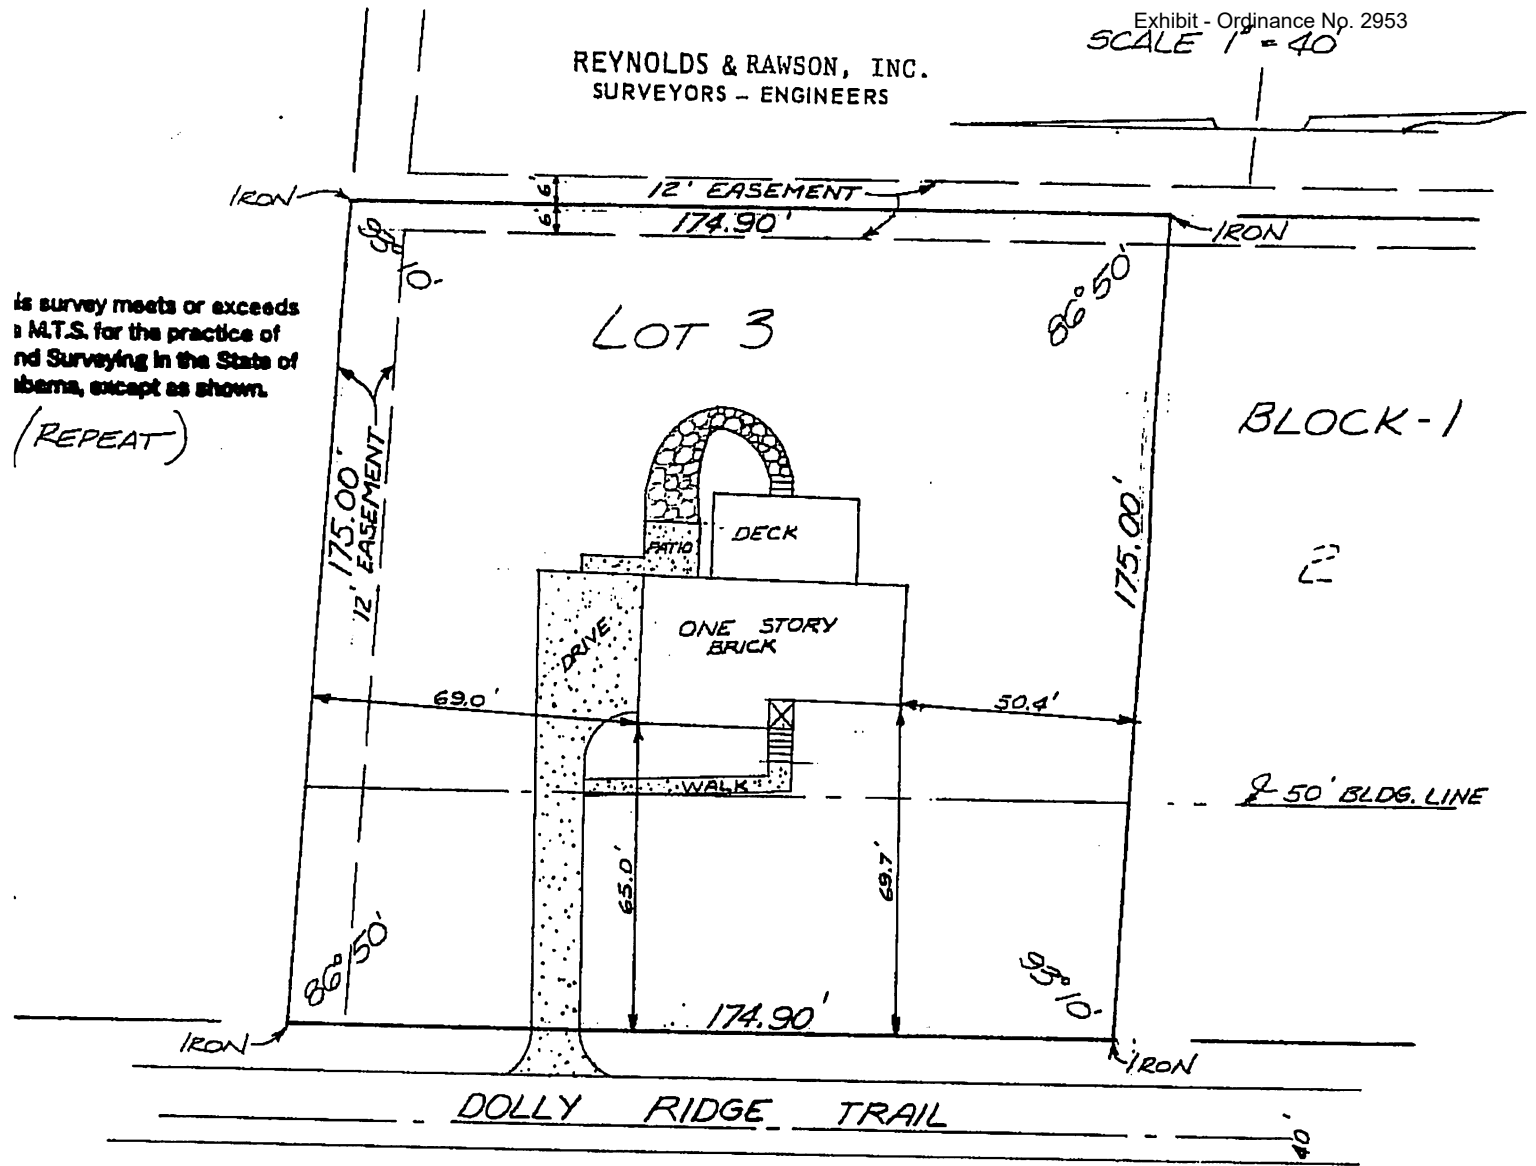 Exhibit - Ordinance No. 2953
SCALE 1" = 40'
REYNOLDS & RAWSON, INC.
SURVEYORS - ENGINEERS
IRON
6'
12' EASEMENT
6'
174.90'
IRON
93° 10'
86° 50'
is survey meets or exceeds
M.T.S. for the practice of
nd Surveying in the State of
abama, except as shown.
(REPEAT)
LOT 3
BLOCK-1
175.00'
12' EASEMENT
PATIO
DECK
175.00'
2
DRIVE
ONE STORY
BRICK
69.0'
50.4'
WALK
50' BLDG. LINE
65.0'
69.7'
86° 50'
93° 10'
174.90'
IRON
IRON
DOLLY RIDGE TRAIL
40'